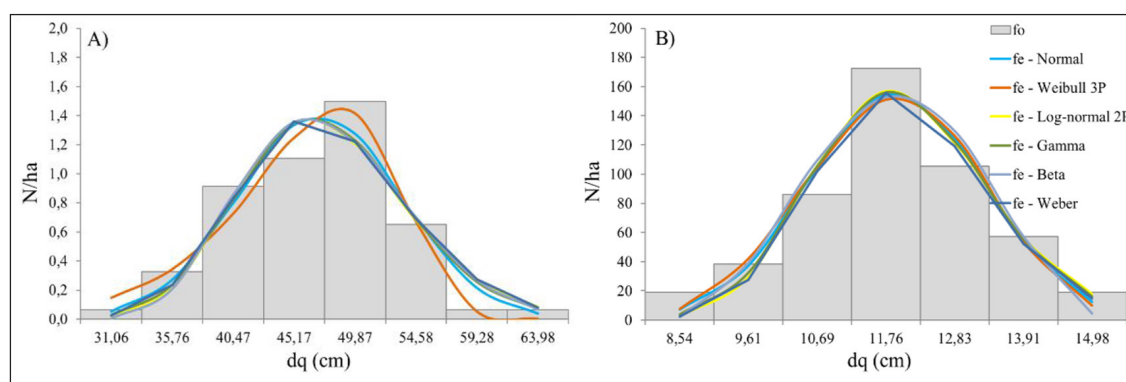 A)
N/ha
2,0
1,8
1,6
1,4
1,2
1,0
0,8
0,6
0,4
0,2
0,0
31,06 35,76 40,47 45,17 49,87 54,58 59,28 63,98
dq (cm)
B)
N/ha
200
180
160
140
120
100
80
60
40
20
0
8,54 9,61 10,69 11,76 12,83 13,91 14,98
dq (cm)
fo
fe - Normal
fe - Weibull 3P
fe - Log-normal 2P
fe - Gamma
fe - Beta
fe - Weber